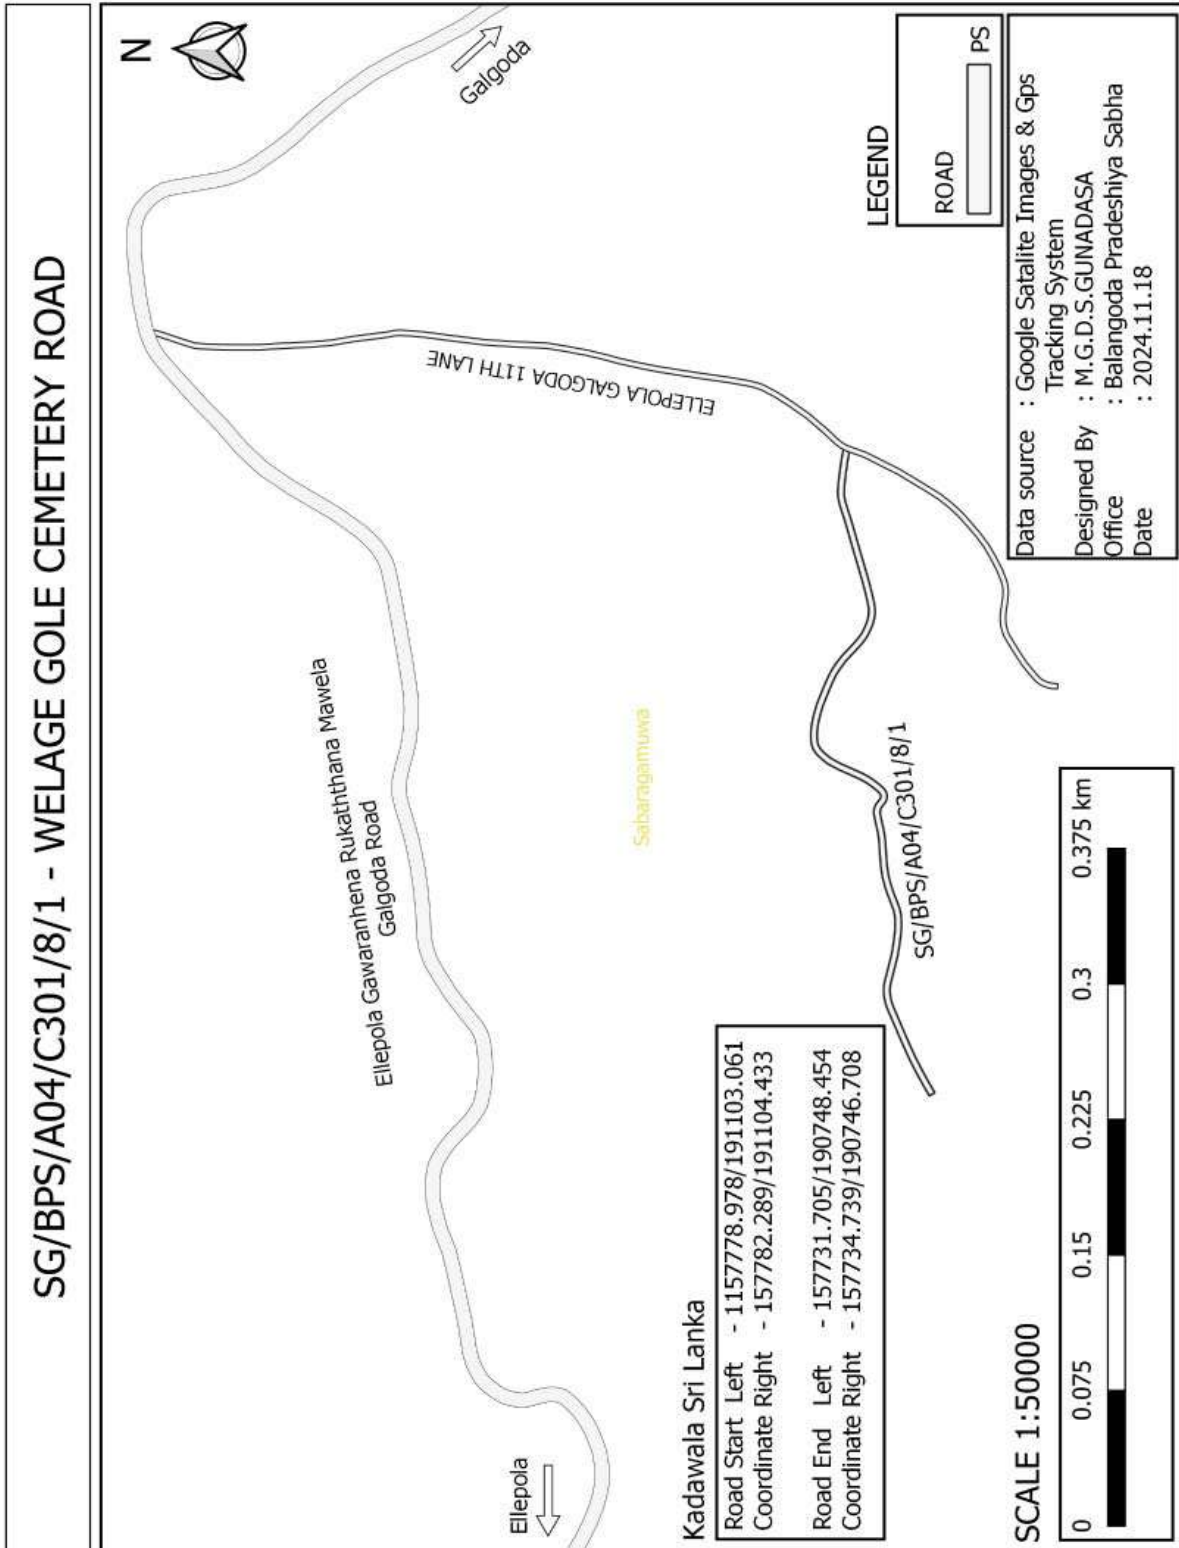 SG/BPS/A04/C301/8/1 - WELAGE GOLE CEMETERY ROAD
N
Galgoda
Ellepola Gawaranhena Rukaththana Mawela
Galgoda Road
ELLEPOLA GALGODA 11TH LANE
Ellepola
Sabaragamuwa
SG/BPS/A04/C301/8/1
Kadawala Sri Lanka
Road Start Left - 1157778.978/191103.061
Coordinate Right - 157782.289/191104.433
Road End Left - 157731.705/190748.454
Coordinate Right - 157734.739/190746.708
LEGEND
ROAD
PS
SCALE 1:50000
0 0.075 0.15 0.225 0.3 0.375 km
Data source : Google Satalite Images & Gps
Tracking System
Designed By : M.G.D.S.GUNADASA
Office : Balangoda Pradeshiya Sabha
Date : 2024.11.18